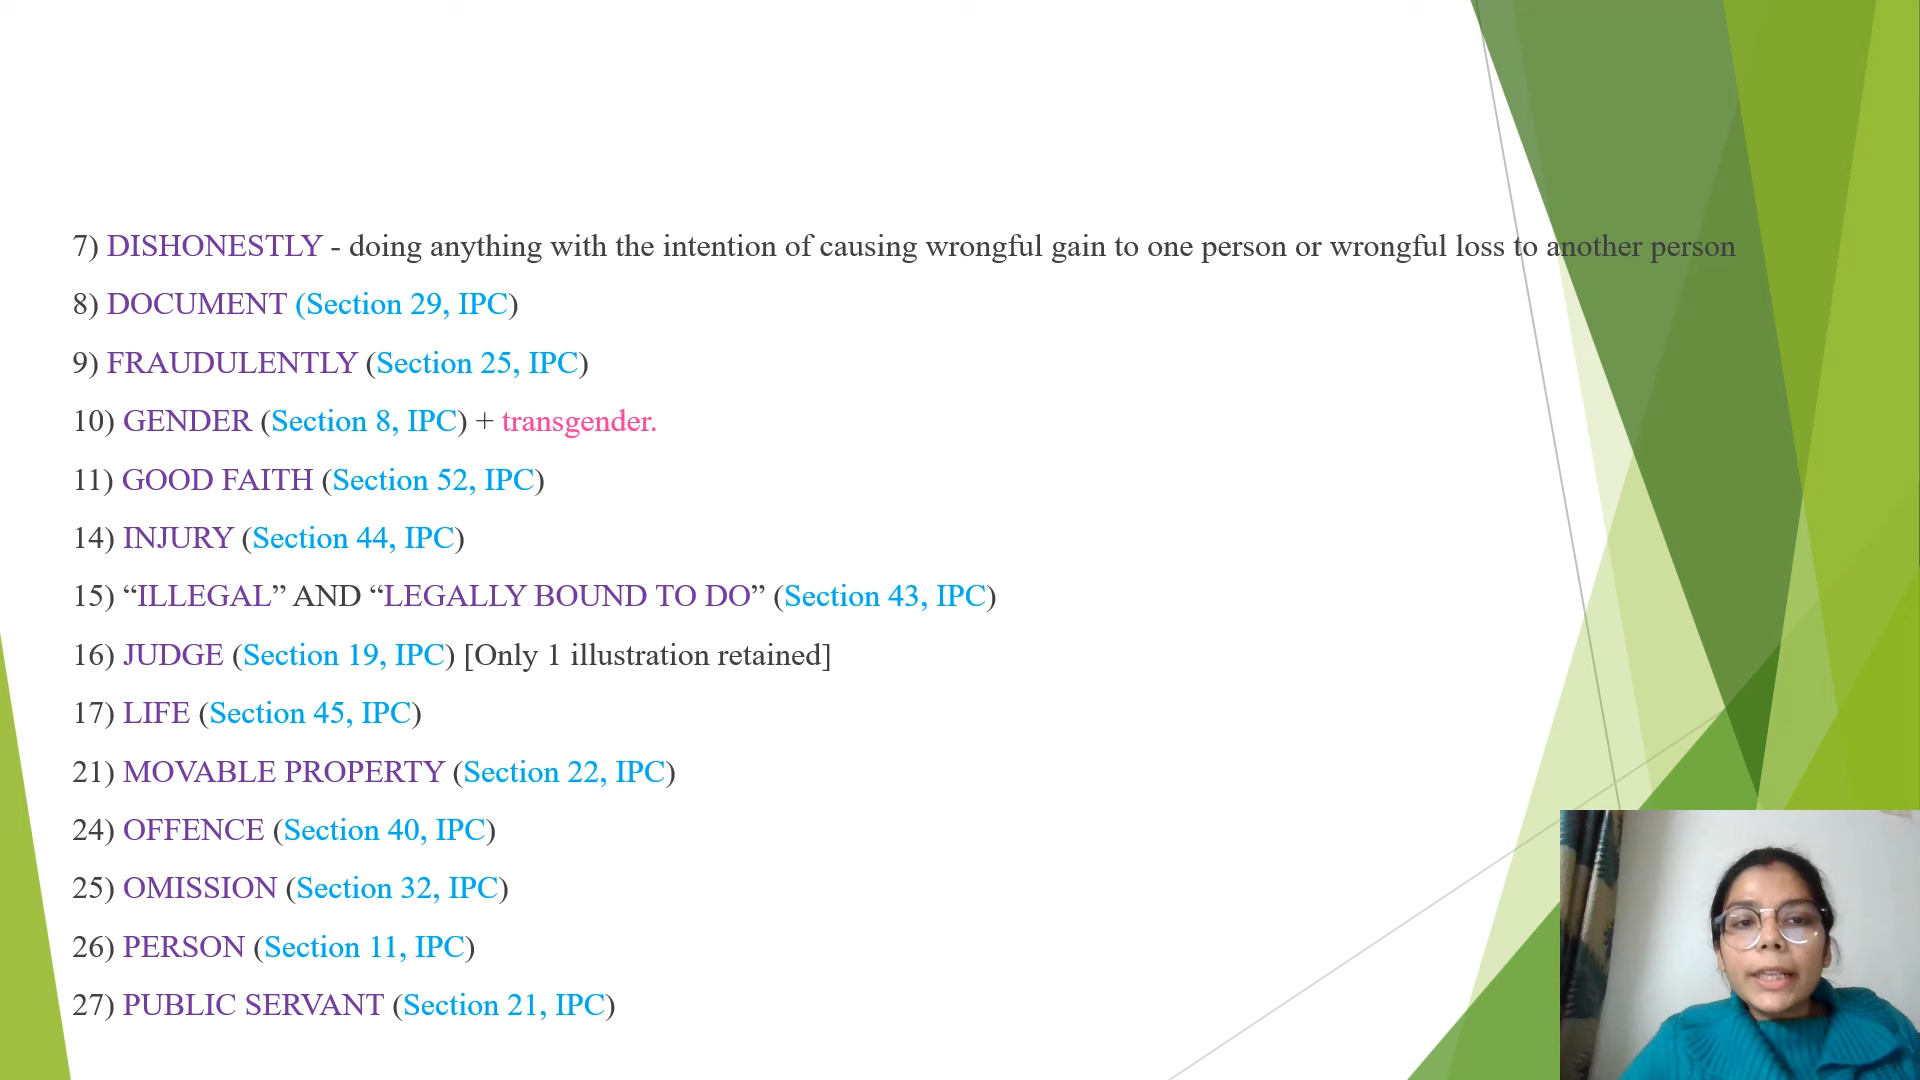 7) DISHONESTLY - doing anything with the intention of causing wrongful gain to one person or wrongful loss to another person
8) DOCUMENT (Section 29, IPC)
9) FRAUDULENTLY (Section 25, IPC)
10) GENDER (Section 8, IPC) + transgender.
11) GOOD FAITH (Section 52, IPC)
14) INJURY (Section 44, IPC)
15) “ILLEGAL” AND “LEGALLY BOUND TO DO” (Section 43, IPC)
16) JUDGE (Section 19, IPC) [Only 1 illustration retained]
17) LIFE (Section 45, IPC)
21) MOVABLE PROPERTY (Section 22, IPC)
24) OFFENCE (Section 40, IPC)
25) OMISSION (Section 32, IPC)
26) PERSON (Section 11, IPC)
27) PUBLIC SERVANT (Section 21, IPC)